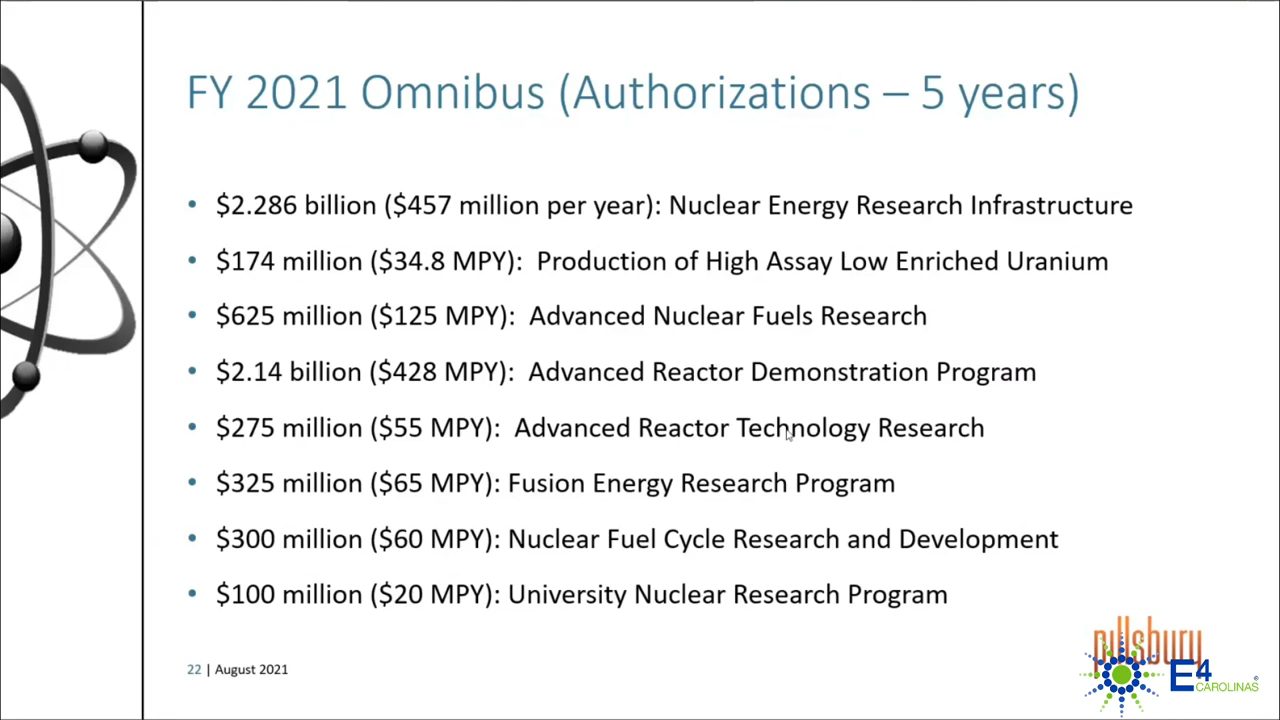 FY 2021 Omnibus (Authorizations – 5 years)
• $2.286 billion ($457 million per year): Nuclear Energy Research Infrastructure
• $174 million ($34.8 MPY):  Production of High Assay Low Enriched Uranium
• $625 million ($125 MPY):  Advanced Nuclear Fuels Research
• $2.14 billion ($428 MPY):  Advanced Reactor Demonstration Program
• $275 million ($55 MPY):  Advanced Reactor Technology Research
• $325 million ($65 MPY): Fusion Energy Research Program
• $300 million ($60 MPY): Nuclear Fuel Cycle Research and Development
• $100 million ($20 MPY): University Nuclear Research Program
22 | August 2021
pillsbury
E4 CAROLINAS